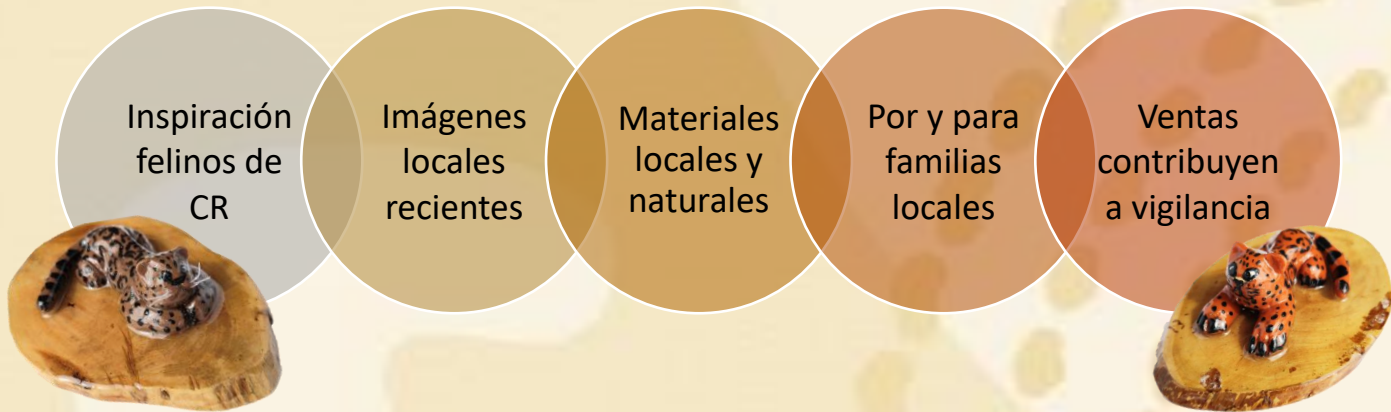 Inspiración
felinos de
CR
Imágenes
locales
recientes
Materiales
locales y
naturales
Por y para
familias
locales
Ventas
contribuyen
a vigilancia